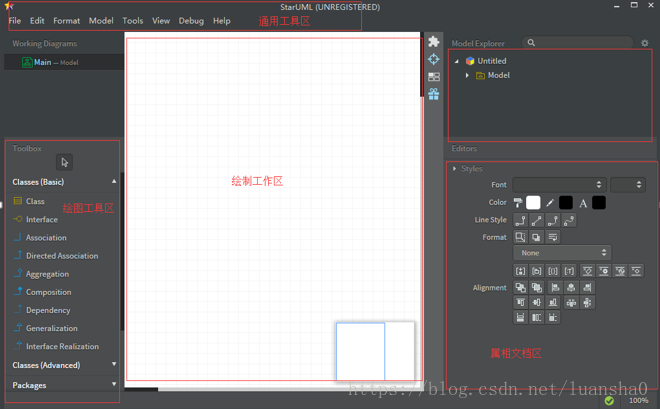 StarUML (UNREGISTERED)
File Edit Format Model Tools View Debug Help
通用工具区
Working Diagrams
Main — Model
Model Explorer
Untitled
Model
Toolbox
Classes (Basic)
Class
绘图工具区
Interface
Association
Directed Association
Aggregation
Composition
Dependency
Generalization
Interface Realization
Classes (Advanced)
Packages
绘制工作区
Editors
Styles
Font
Color
A
Line Style
Format
None
Alignment
属相文档区
https://blog.csdn.net/luansha0
100%